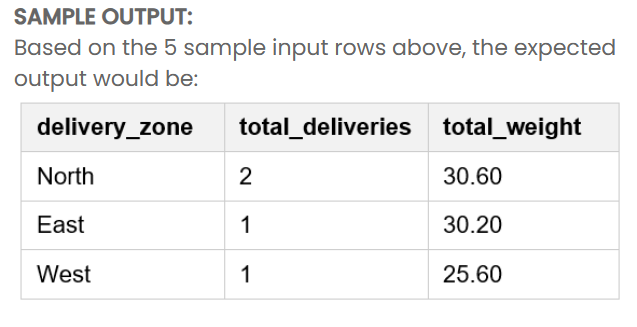 SAMPLE OUTPUT:
Based on the 5 sample input rows above, the expected
output would be:
delivery_zone total_deliveries total_weight
North 2 30.60
East 1 30.20
West 1 25.60